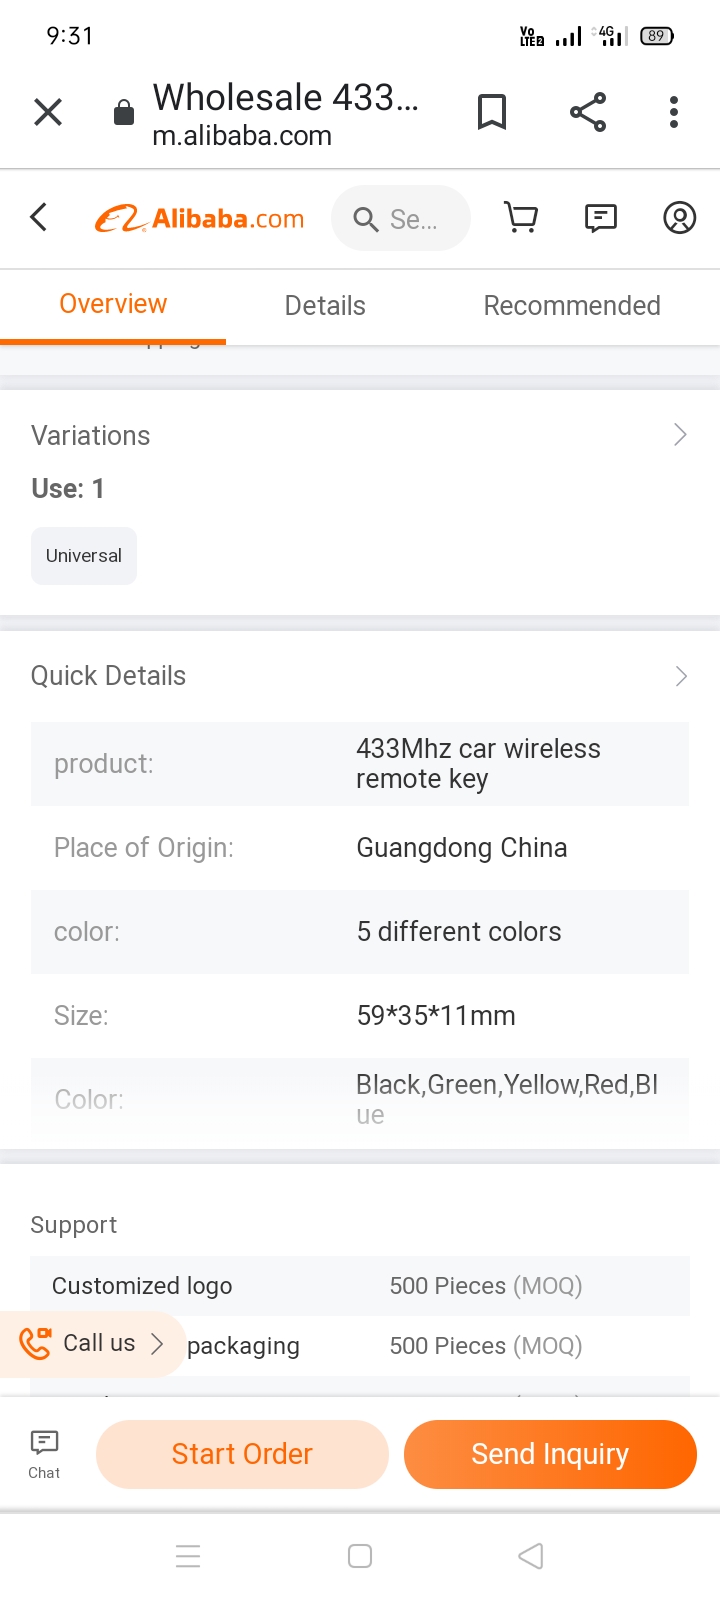 9:31
Vo LTE2 4G 89
Wholesale 433...
m.alibaba.com
Alibaba.com
Se...
Overview
Details
Recommended
Variations
Use: 1
Universal
Quick Details
product:
433Mhz car wireless
remote key
Place of Origin:
Guangdong China
color:
5 different colors
Size:
59*35*11mm
Color:
Black,Green,Yellow,Red,Bl
ue
Support
Customized logo
500 Pieces (MOQ)
Call us
packaging
500 Pieces (MOQ)
Chat
Start Order
Send Inquiry